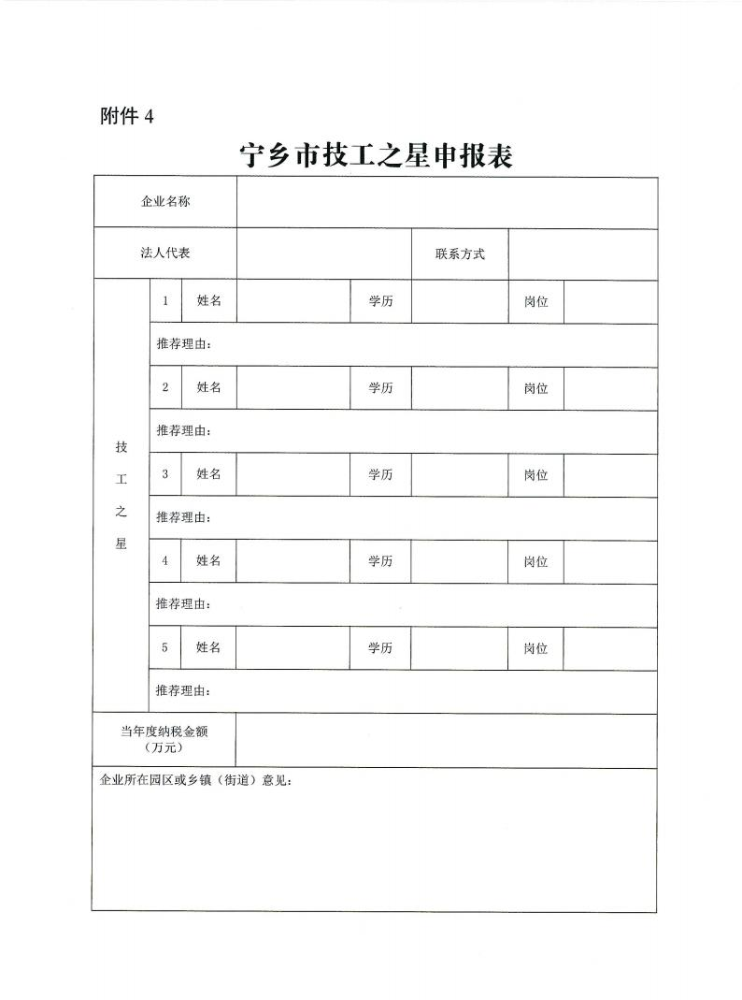 附件 4
宁乡市技工之星申报表
企业名称
法人代表 联系方式
技工之星
1 姓名 学历 岗位
推荐理由：
2 姓名 学历 岗位
推荐理由：
3 姓名 学历 岗位
推荐理由：
4 姓名 学历 岗位
推荐理由：
5 姓名 学历 岗位
推荐理由：
当年度纳税金额
（万元）
企业所在园区或乡镇（街道）意见：